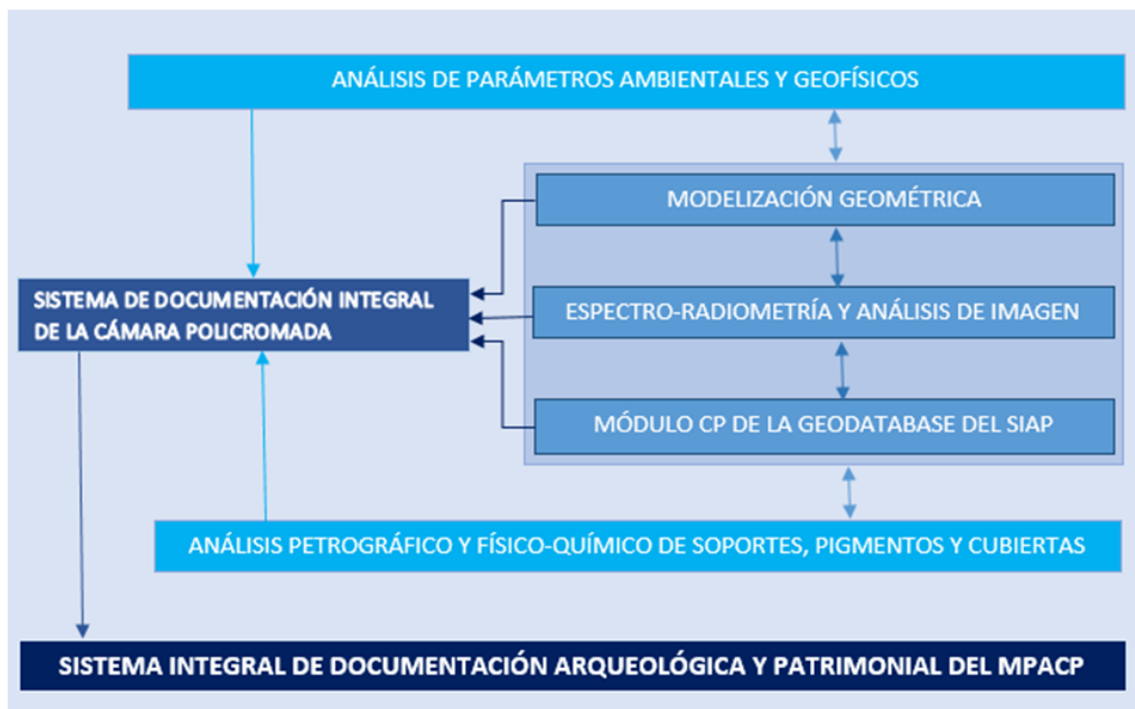 ANÁLISIS DE PARÁMETROS AMBIENTALES Y GEOFÍSICOS
MODELIZACIÓN GEOMÉTRICA
SISTEMA DE DOCUMENTACIÓN INTEGRAL
DE LA CÁMARA POLICROMADA
ESPECTRO-RADIOMETRÍA Y ANÁLISIS DE IMAGEN
MÓDULO CP DE LA GEODATABASE DEL SIAP
ANÁLISIS PETROGRÁFICO Y FÍSICO-QUÍMICO DE SOPORTES, PIGMENTOS Y CUBIERTAS
SISTEMA INTEGRAL DE DOCUMENTACIÓN ARQUEOLÓGICA Y PATRIMONIAL DEL MPACP